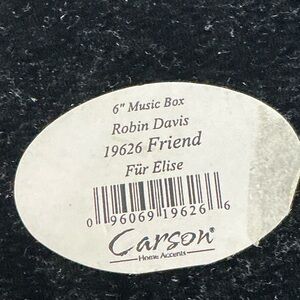 6" Music Box
Robin Davis
19626 Friend
Für Elise
0 96069 19626 6
Carson®
Home Accents